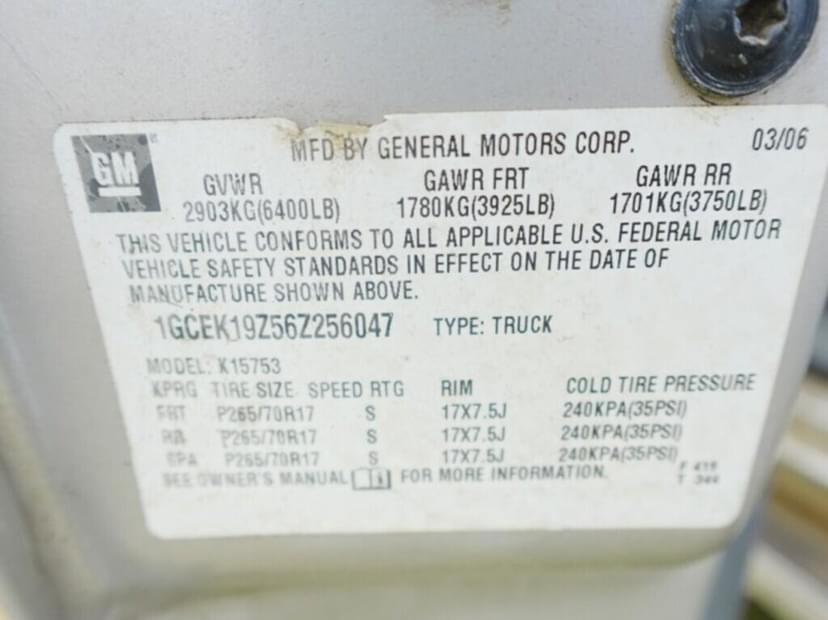 GM
MFD BY GENERAL MOTORS CORP. 03/06
GVWR GAWR FRT GAWR RR
2903KG(6400LB) 1780KG(3925LB) 1701KG(3750LB)
THIS VEHICLE CONFORMS TO ALL APPLICABLE U.S. FEDERAL MOTOR
VEHICLE SAFETY STANDARDS IN EFFECT ON THE DATE OF
MANUFACTURE SHOWN ABOVE.
1GCEK19Z56Z256047 TYPE: TRUCK
MODEL: K15753
KPRG TIRE SIZE SPEED RTG RIM COLD TIRE PRESSURE
FRT P265/70R17 S 17X7.5J 240KPA(35PSI)
RR P265/70R17 S 17X7.5J 240KPA(35PSI)
SPA P265/70R17 S 17X7.5J 240KPA(35PSI)
SEE OWNER'S MANUAL FOR MORE INFORMATION.
F
T 344